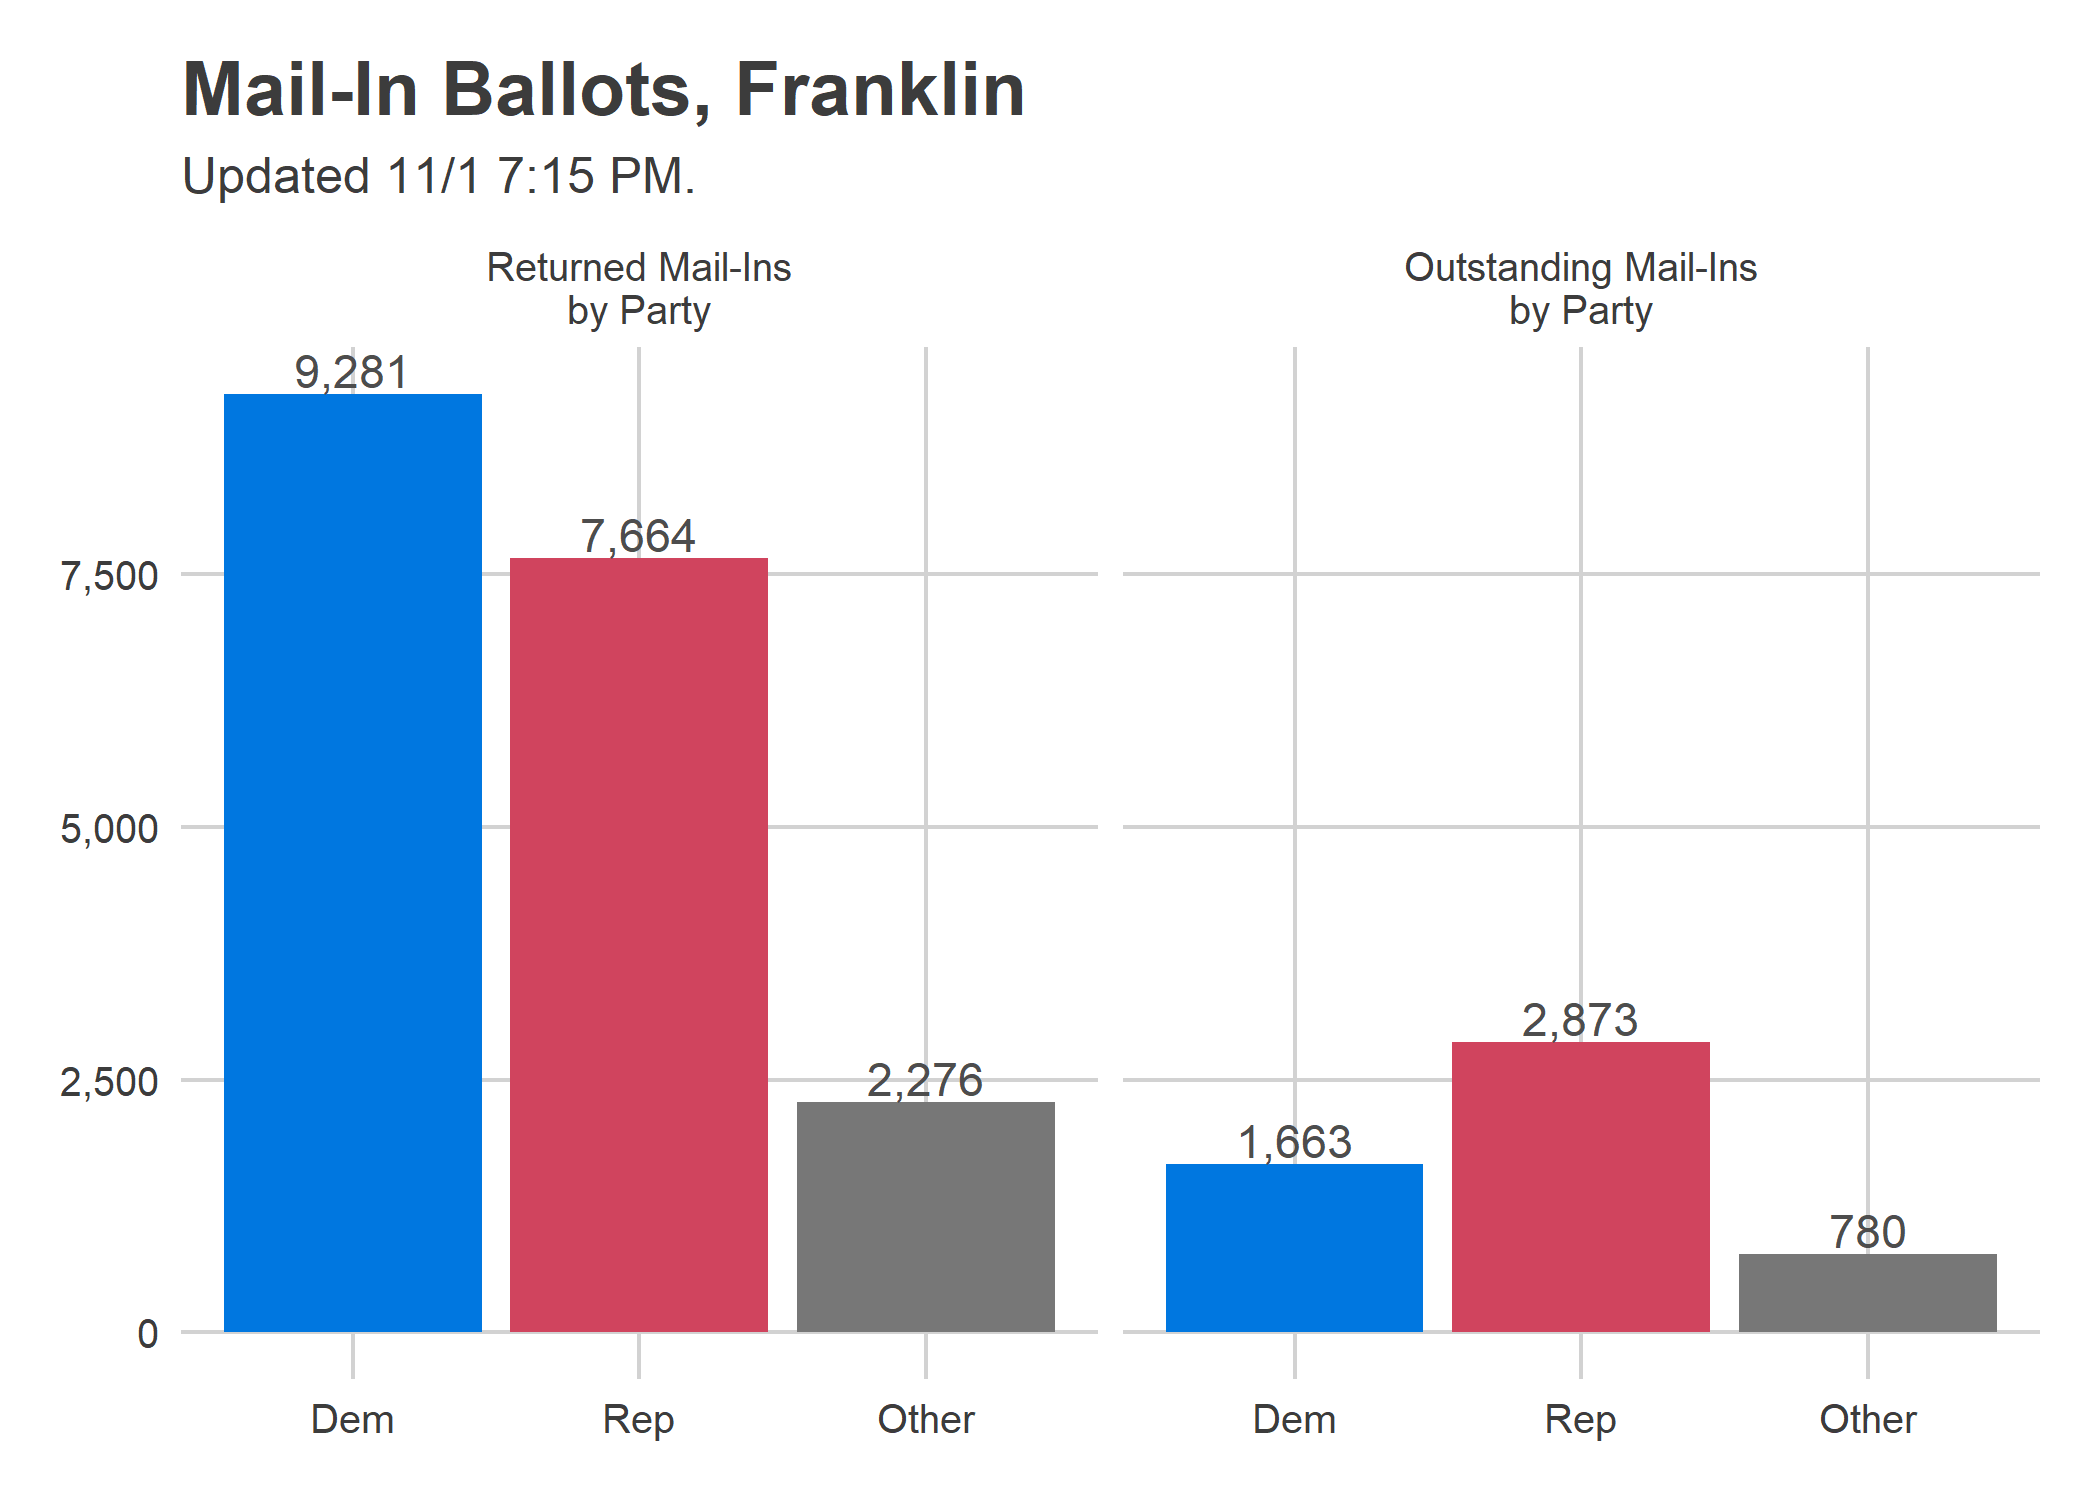 Mail-In Ballots, Franklin
Updated 11/1 7:15 PM.
Returned Mail-Ins
by Party
Outstanding Mail-Ins
by Party
9,281
7,664
2,276
1,663
2,873
780
7,500
5,000
2,500
0
Dem
Rep
Other
Dem
Rep
Other